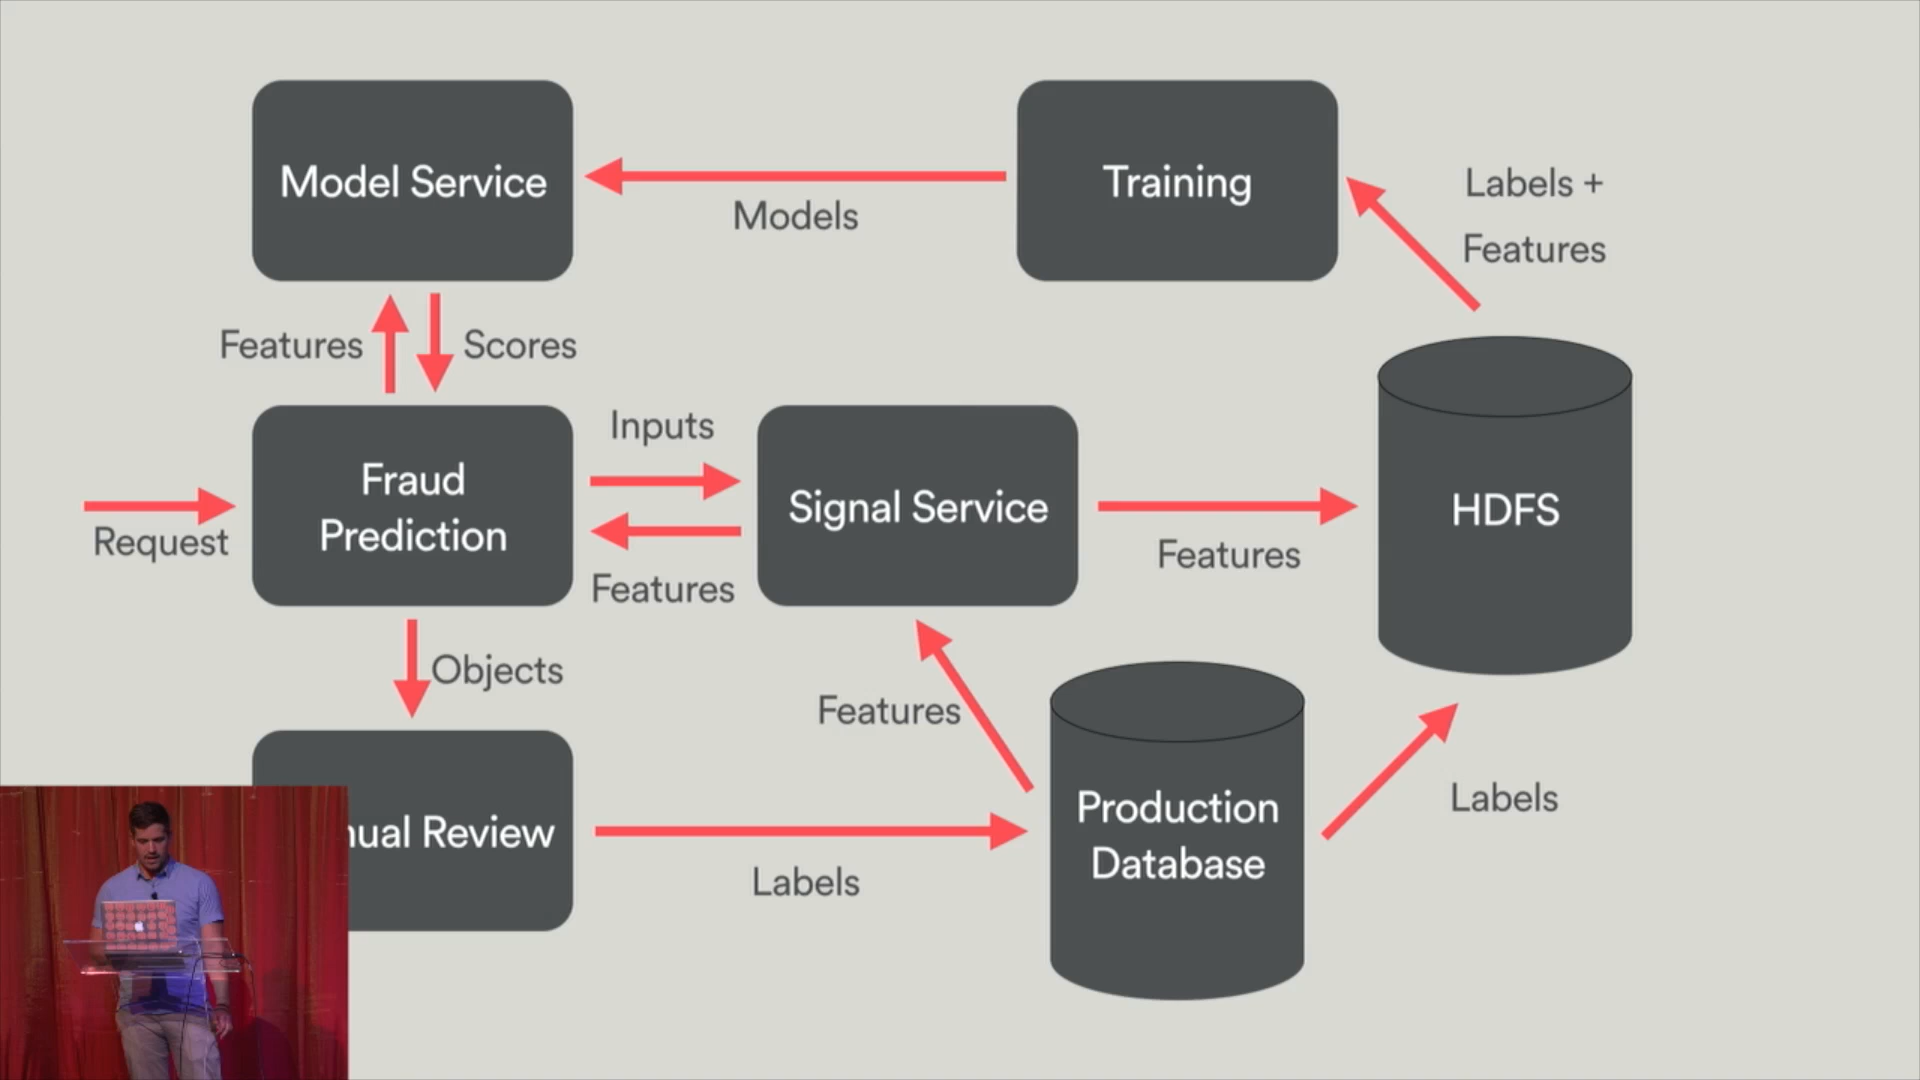 Model Service
Training
Labels +
Features
Models
Features
Scores
Inputs
Fraud
Prediction
Signal Service
HDFS
Request
Features
Features
Objects
Features
Production
Database
Labels
Review
Labels